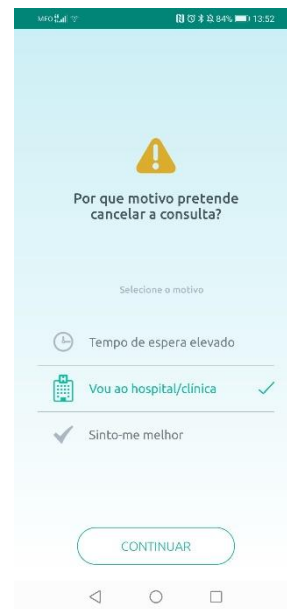 MEO 84% 13:52
Por que motivo pretende
cancelar a consulta?
Selecione o motivo
Tempo de espera elevado
H
Vou ao hospital/clínica
Sinto-me melhor
CONTINUAR